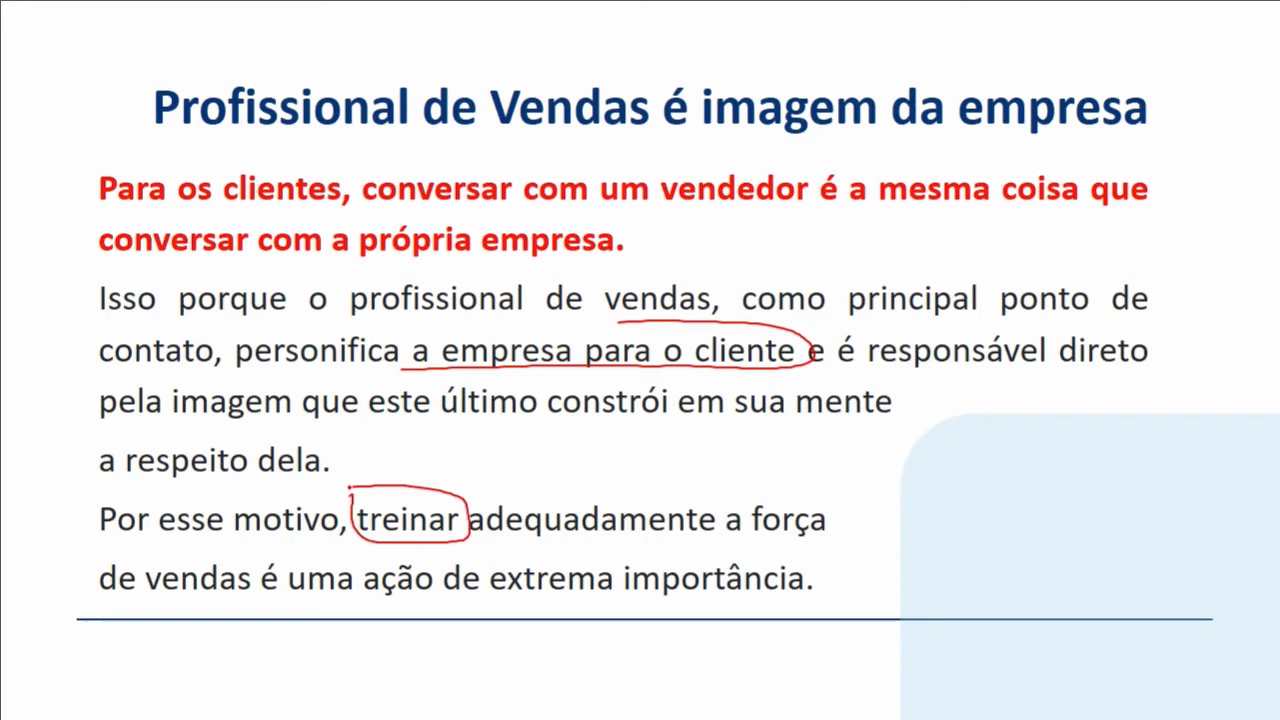 Profissional de Vendas é imagem da empresa
Para os clientes, conversar com um vendedor é a mesma coisa que
conversar com a própria empresa.
Isso porque o profissional de vendas, como principal ponto de
contato, personifica a empresa para o cliente e é responsável direto
pela imagem que este último constrói em sua mente
a respeito dela.
Por esse motivo, treinar adequadamente a força
de vendas é uma ação de extrema importância.